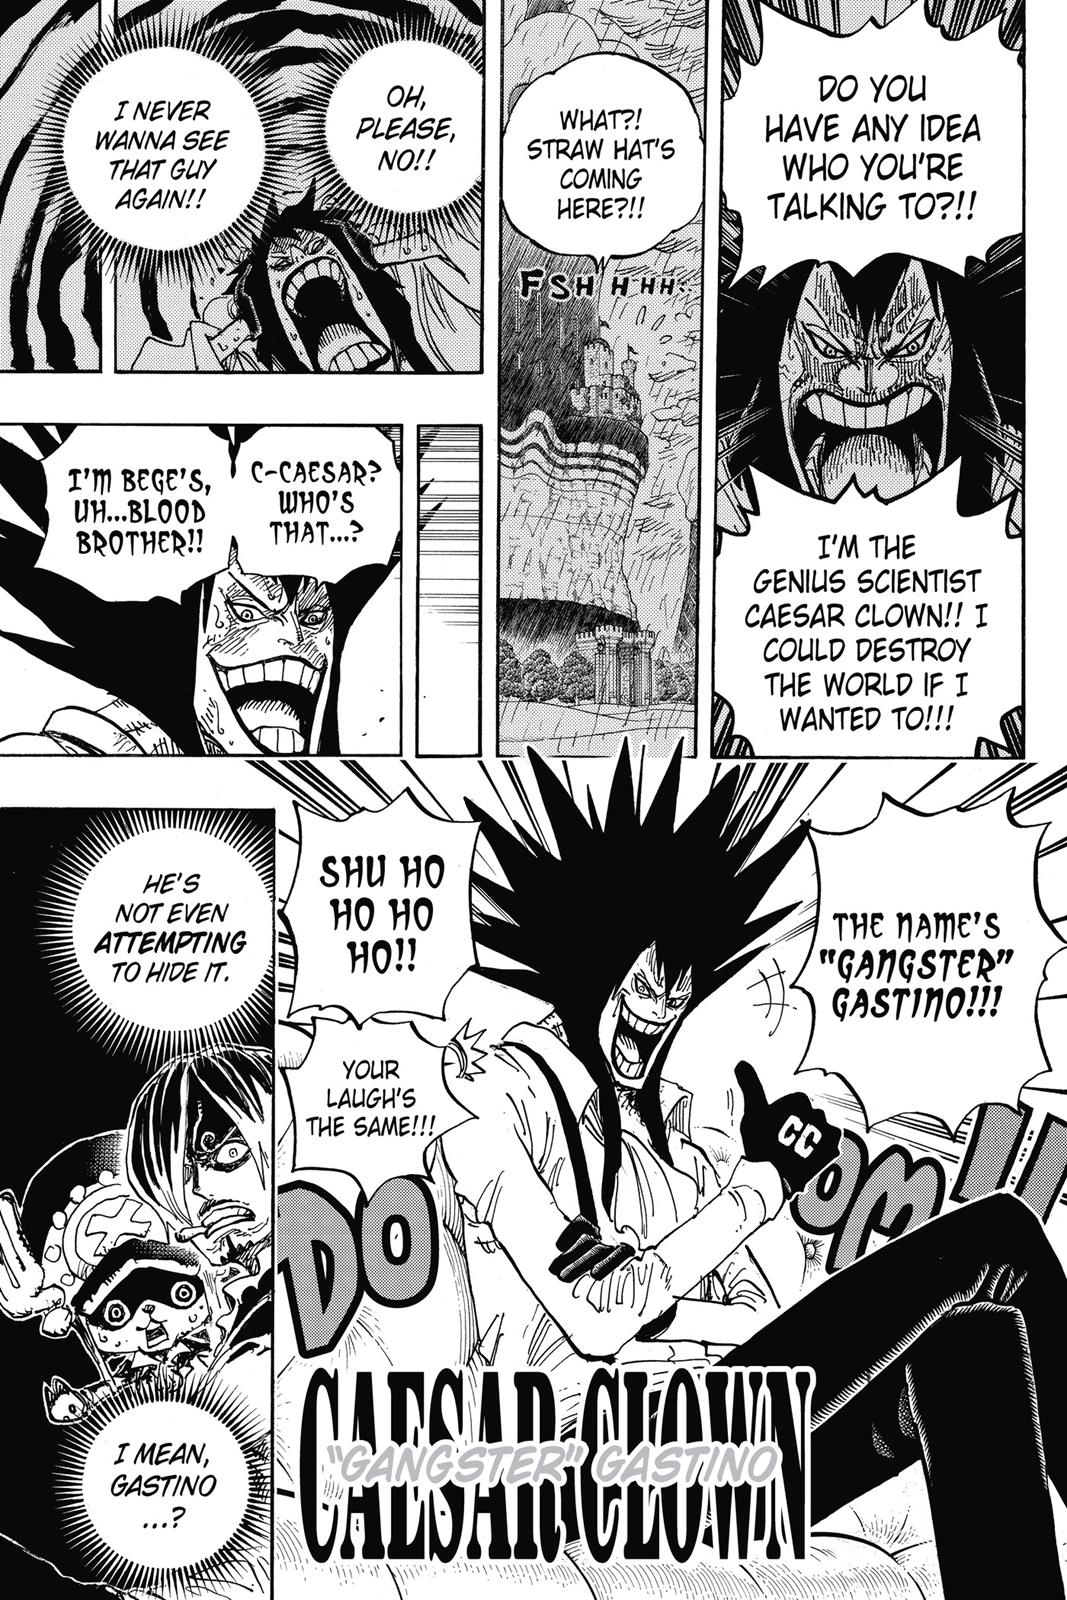 DO YOU
HAVE ANY IDEA
WHO YOU'RE
TALKING TO?!!
I'M THE
GENIUS SCIENTIST
CAESAR CLOWN!! I
COULD DESTROY
THE WORLD IF I
WANTED TO!!!
WHAT?!
STRAW HAT'S
COMING
HERE?!!
FSHHHHH..
OH,
PLEASE,
NO!!
I NEVER
WANNA SEE
THAT GUY
AGAIN!!
C-CAESAR?
WHO'S
THAT...?
I'M BEGE'S,
UH...BLOOD
BROTHER!!
THE NAME'S
"GANGSTER"
GASTINO!!!
SHU HO
HO HO
HO!!
YOUR
LAUGH'S
THE SAME!!!
CC
DOOM!!
CAESAR CLOWN
"GANGSTER" GASTINO
HE'S
NOT EVEN
ATTEMPTING
TO HIDE IT.
I MEAN,
GASTINO
...?